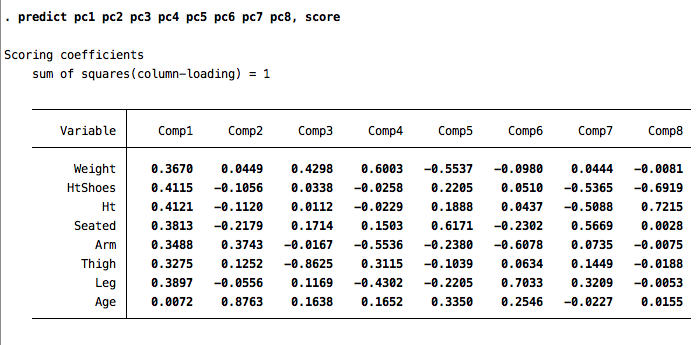 . predict pc1 pc2 pc3 pc4 pc5 pc6 pc7 pc8, score
Scoring coefficients
sum of squares(column-loading) = 1
Variable Comp1 Comp2 Comp3 Comp4 Comp5 Comp6 Comp7 Comp8
Weight 0.3670 0.0449 0.4298 0.6003 -0.5537 -0.0980 0.0444 -0.0081
HtShoes 0.4115 -0.1056 0.0338 -0.0258 0.2205 0.0510 -0.5365 -0.6919
Ht 0.4121 -0.1120 0.0112 -0.0229 0.1888 0.0437 -0.5088 0.7215
Seated 0.3813 -0.2179 0.1714 0.1503 0.6171 -0.2302 0.5669 0.0028
Arm 0.3488 0.3743 -0.0167 -0.5536 -0.2380 -0.6078 0.0735 -0.0075
Thigh 0.3275 0.1252 -0.8625 0.3115 -0.1039 0.0634 0.1449 -0.0188
Leg 0.3897 -0.0556 0.1169 -0.4302 -0.2205 0.7033 0.3209 -0.0053
Age 0.0072 0.8763 0.1638 0.1652 0.3350 0.2546 -0.0227 0.0155